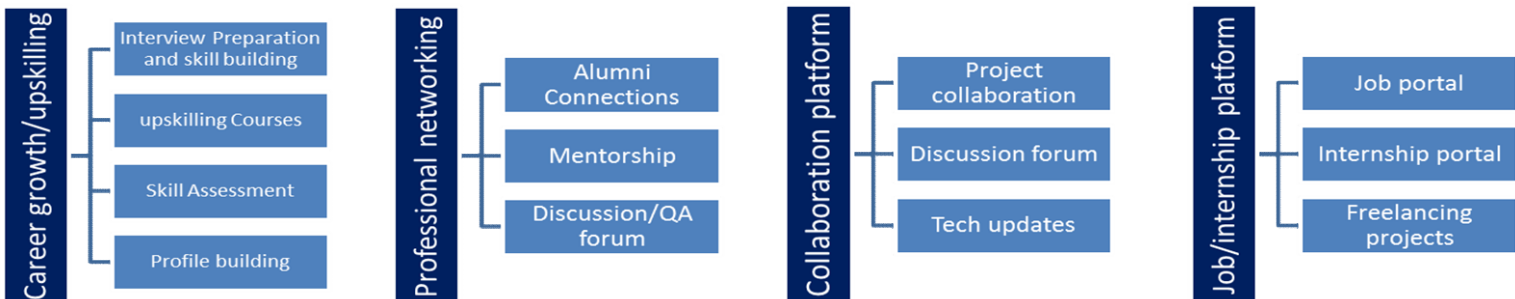 Career growth/upskilling
Interview Preparation
and skill building
upskilling Courses
Skill Assessment
Profile building
Professional networking
Alumni
Connections
Mentorship
Discussion/QA
forum
Collaboration platform
Project
collaboration
Discussion forum
Tech updates
Job/internship platform
Job portal
Internship portal
Freelancing
projects